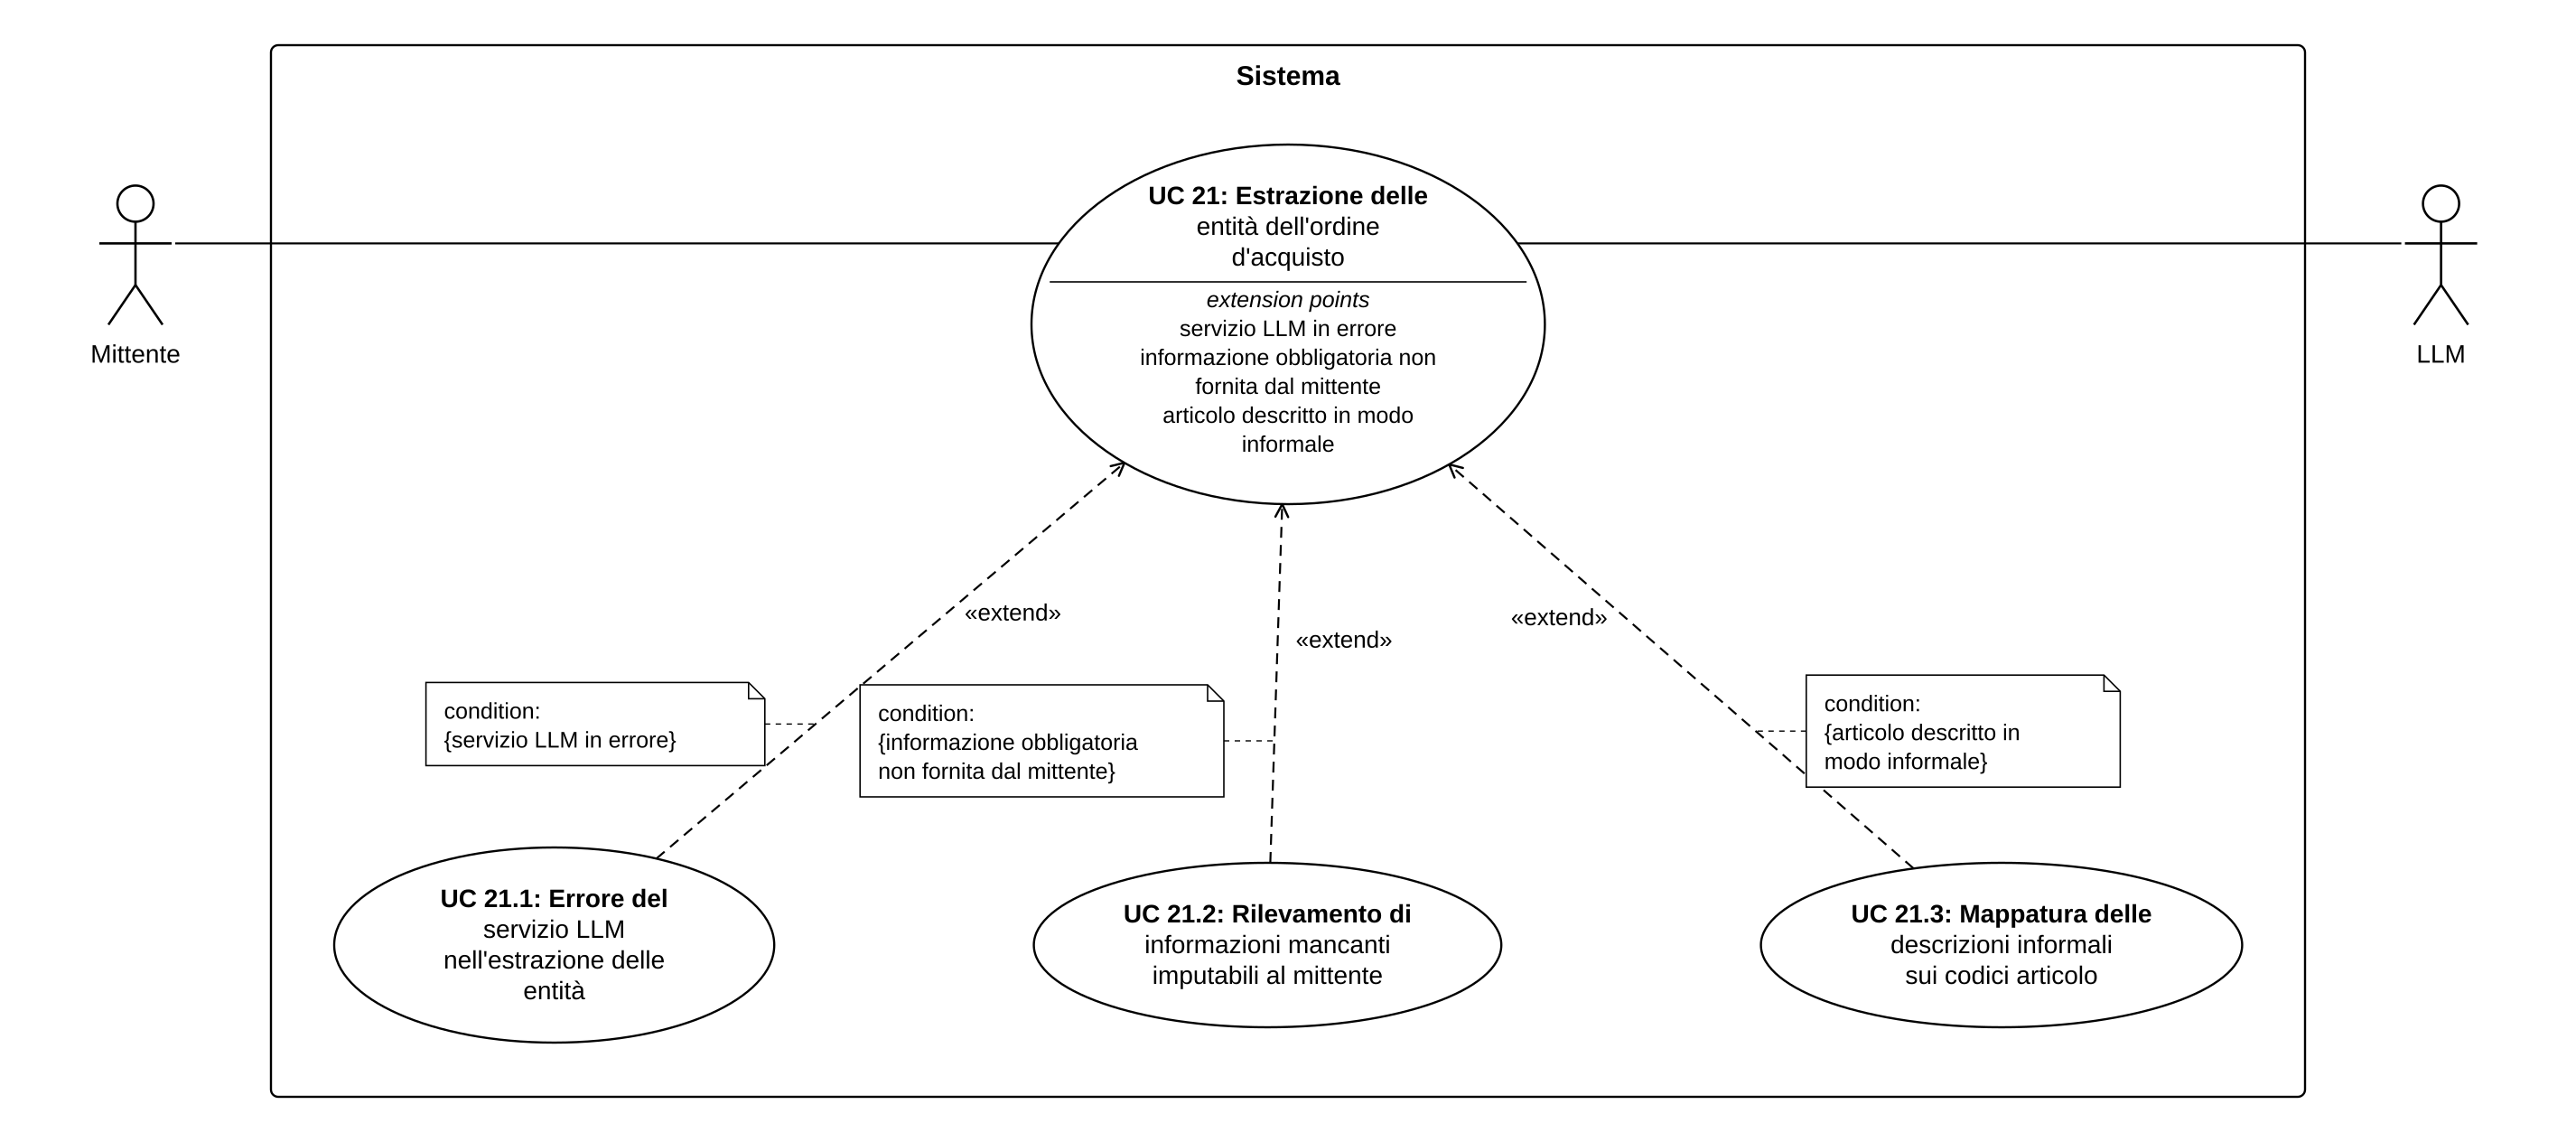 Sistema
Mittente
LLM
UC 21: Estrazione delle
entità dell'ordine
d'acquisto
extension points
servizio LLM in errore
informazione obbligatoria non
fornita dal mittente
articolo descritto in modo
informale
«extend»
«extend»
«extend»
condition:
{servizio LLM in errore}
condition:
{informazione obbligatoria
non fornita dal mittente}
condition:
{articolo descritto in
modo informale}
UC 21.1: Errore del
servizio LLM
nell'estrazione delle
entità
UC 21.2: Rilevamento di
informazioni mancanti
imputabili al mittente
UC 21.3: Mappatura delle
descrizioni informali
sui codici articolo